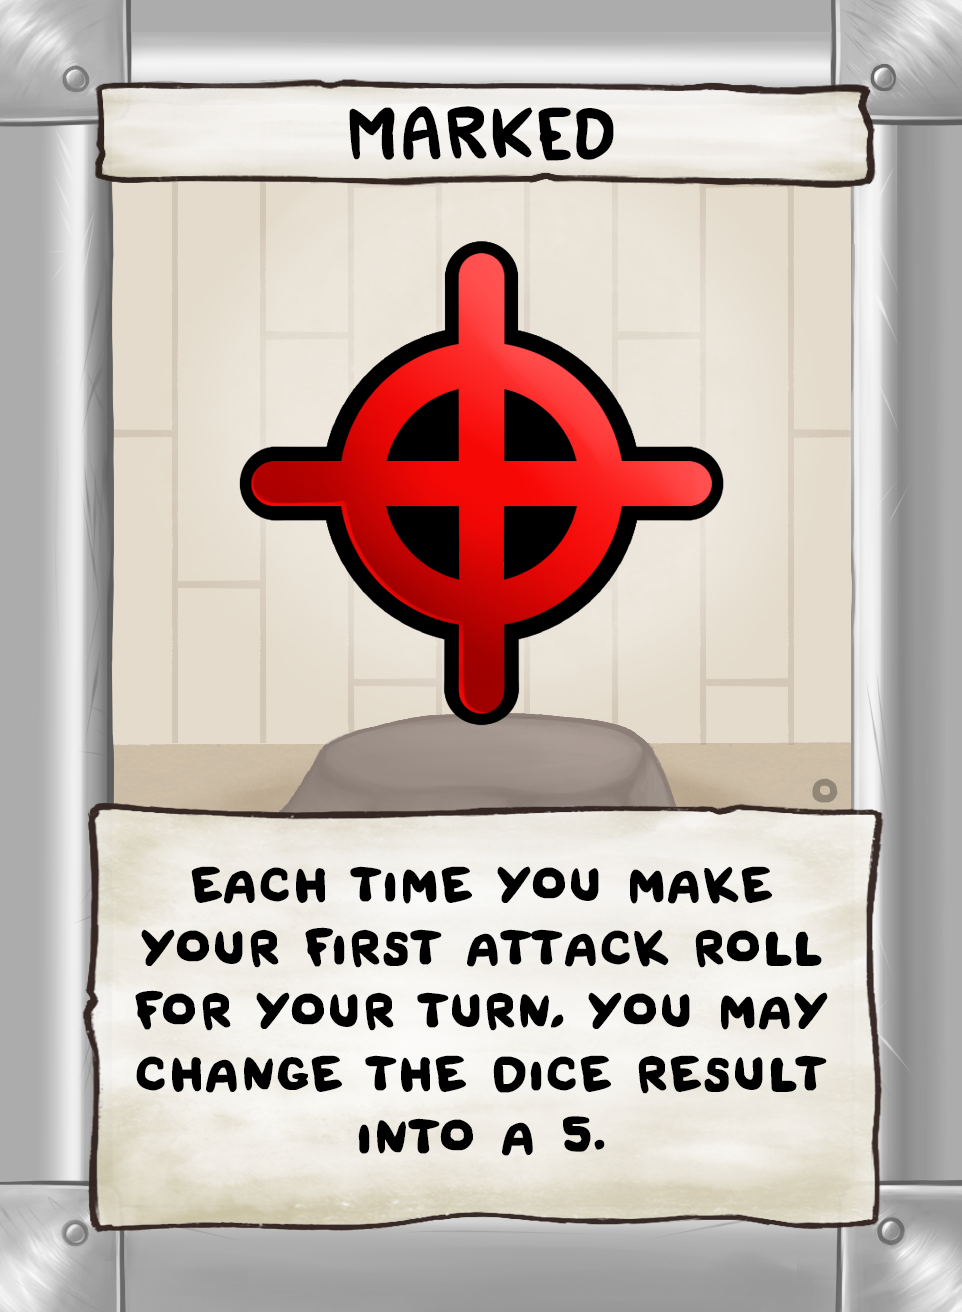 MARKED
EACH TIME YOU MAKE
YOUR FIRST ATTACK ROLL
FOR YOUR TURN, YOU MAY
CHANGE THE DICE RESULT
INTO A 5.